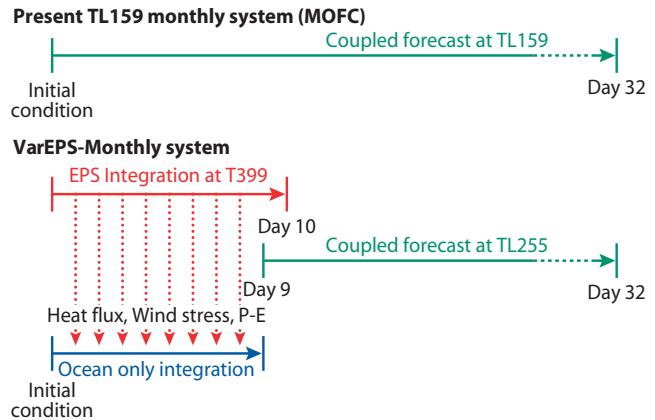 Present TL159 monthly system (MOFC)
Coupled forecast at TL159
Initial
condition
Day 32
VarEPS-Monthly system
EPS Integration at T399
Day 10
Coupled forecast at TL255
Day 9
Day 32
Heat flux, Wind stress, P-E
Ocean only integration
Initial
condition